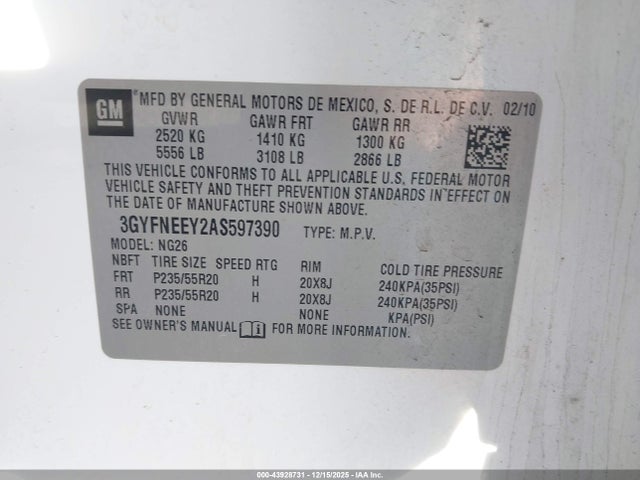 GM *MFD BY GENERAL MOTORS DE MEXICO, S. DE R.L. DE C.V. 02/10
GVWR GAWR FRT GAWR RR
2520 KG 1410 KG 1300 KG
5556 LB 3108 LB 2866 LB
THIS VEHICLE CONFORMS TO ALL APPLICABLE U.S. FEDERAL MOTOR
VEHICLE SAFETY AND THEFT PREVENTION STANDARDS IN EFFECT ON
THE DATE OF MANUFACTURE SHOWN ABOVE.
3GYFNEEY2AS597390 TYPE: M.P.V.
MODEL: NG26
NBFT TIRE SIZE SPEED RTG RIM COLD TIRE PRESSURE
FRT P235/55R20 H 20X8J 240KPA(35PSI)
RR P235/55R20 H 20X8J 240KPA(35PSI)
SPA NONE NONE KPA(PSI)
SEE OWNER'S MANUAL i FOR MORE INFORMATION.
000-43928731 - 12/15/2025 - IAAI, Inc.